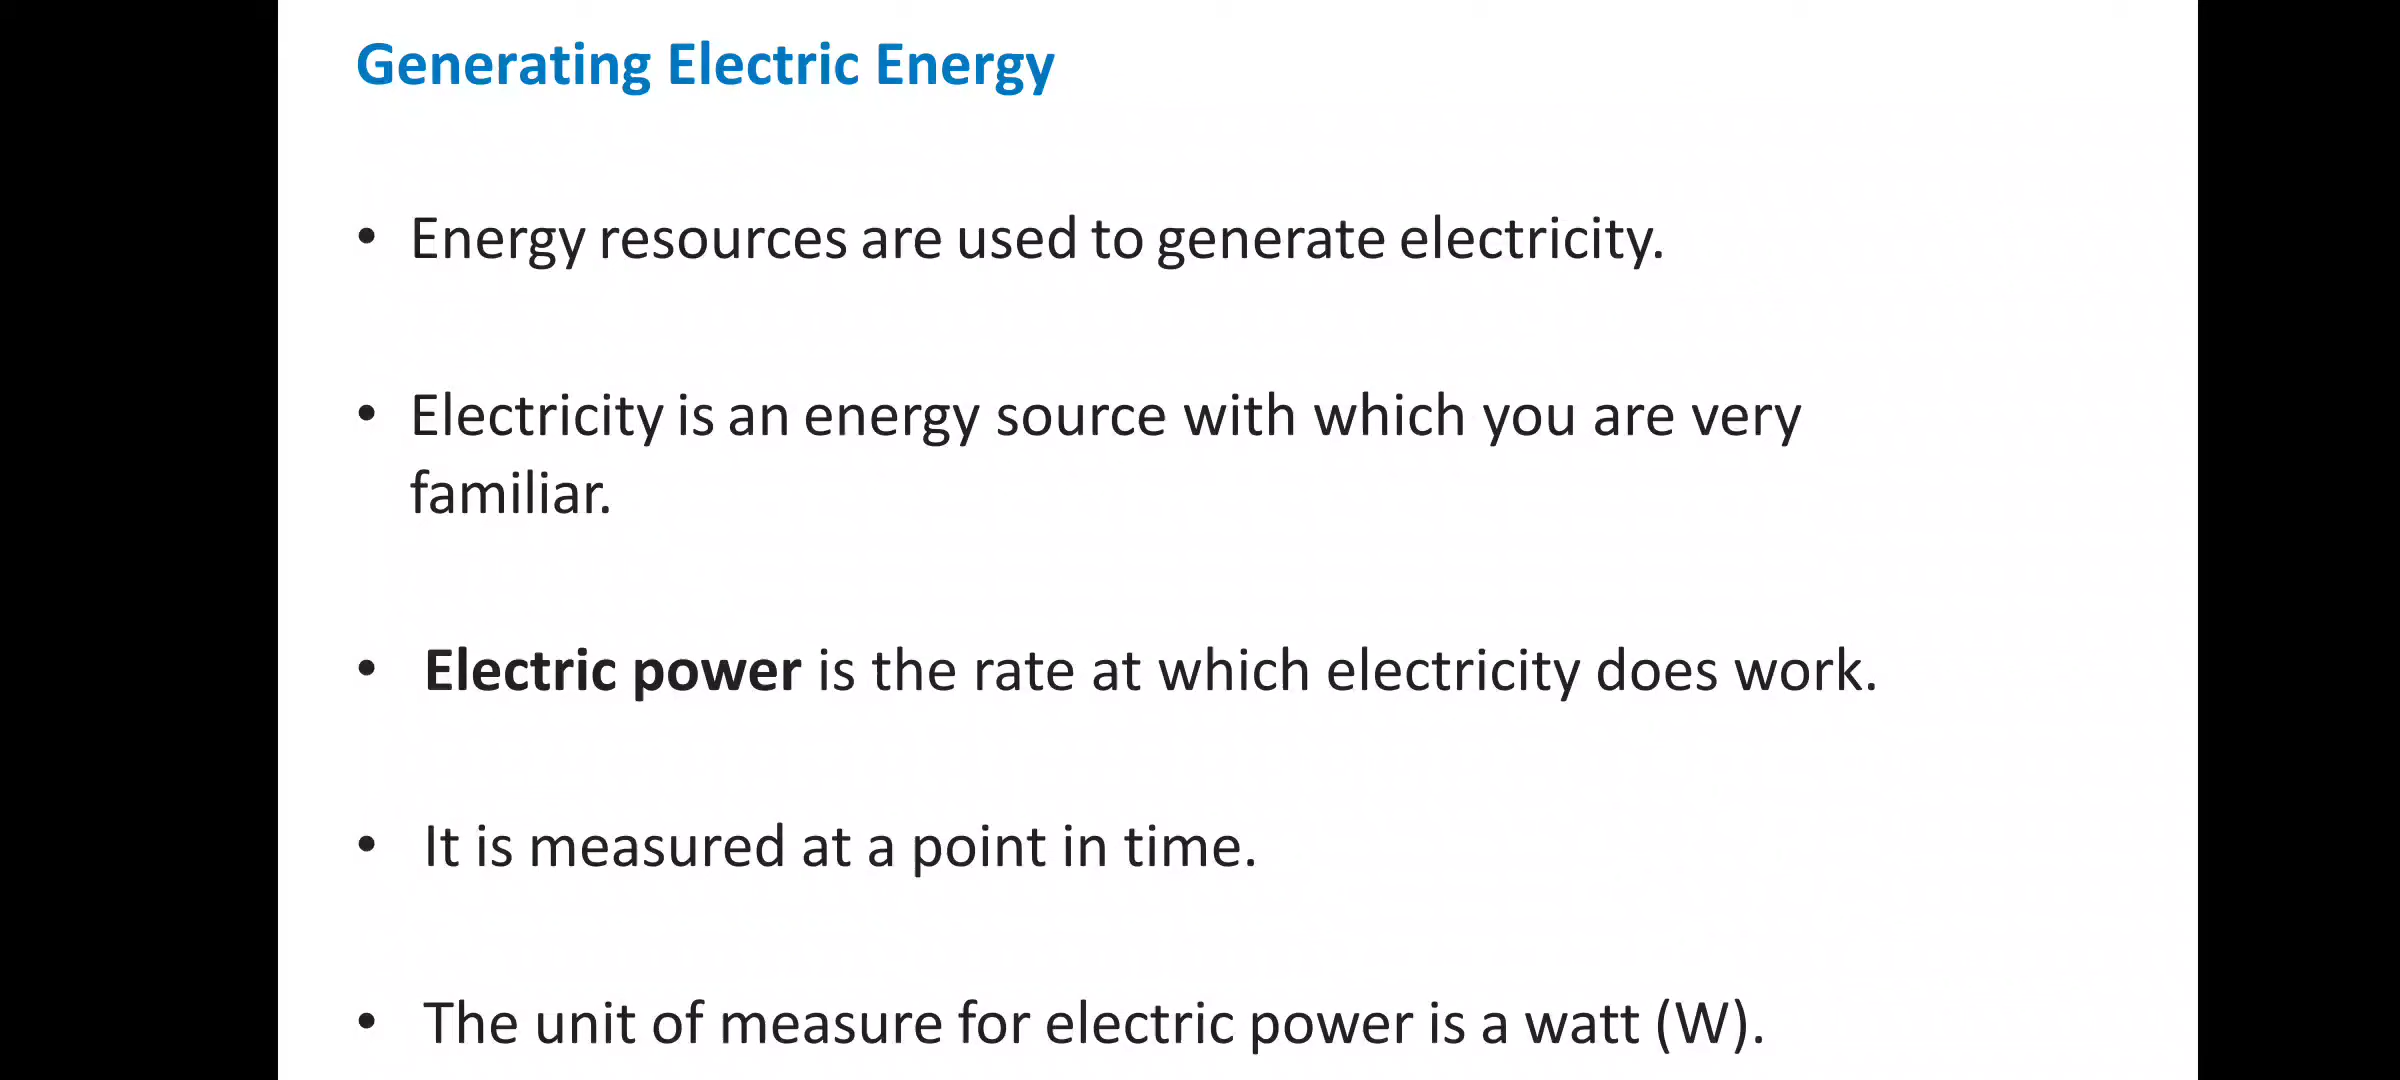 Generating Electric Energy
• Energy resources are used to generate electricity.
• Electricity is an energy source with which you are very
familiar.
• Electric power is the rate at which electricity does work.
• It is measured at a point in time.
• The unit of measure for electric power is a watt (W).